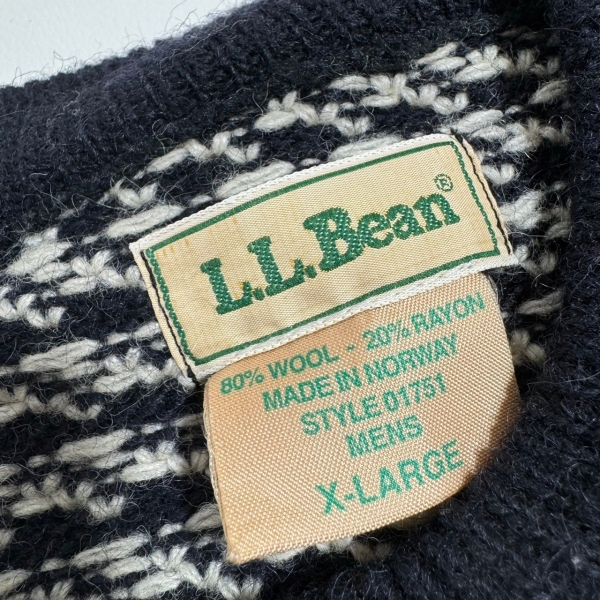 L.L.Bean®
80% WOOL - 20% RAYON
MADE IN NORWAY
STYLE 01751
MENS
X-LARGE